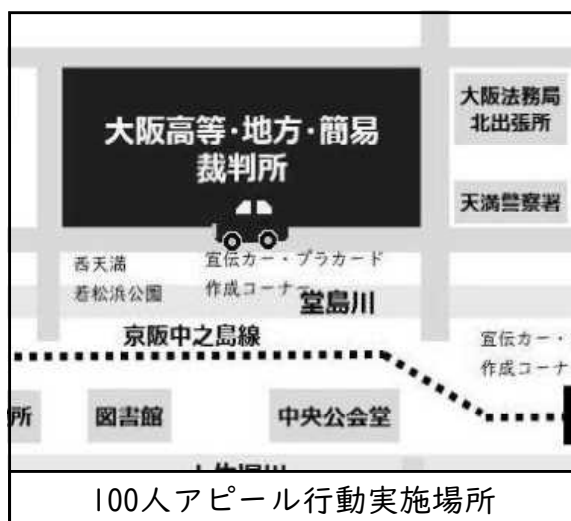 大阪高等・地方・簡易
裁判所
大阪法務局
北出張所
天満警察署
西天満
若松浜公園
宣伝カー・プラカード
作成コーナー
堂島川
京阪中之島線
宣伝カー・
作成コーナ
所
図書館
中央公会堂
100人アピール行動実施場所